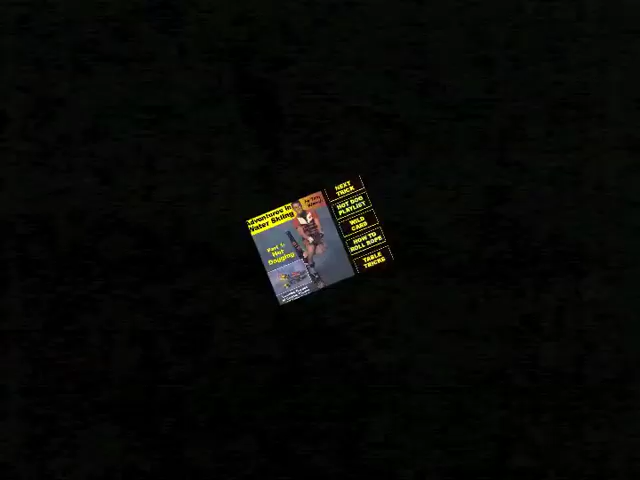 Adventures in
Water Skiing
Part 1:
Hot
Dogging
NEXT
TRICK
HOT DOG
PLAYLIST
WILD
CARD
HOW TO
ROLL ROPE
TABLE
TRICKS